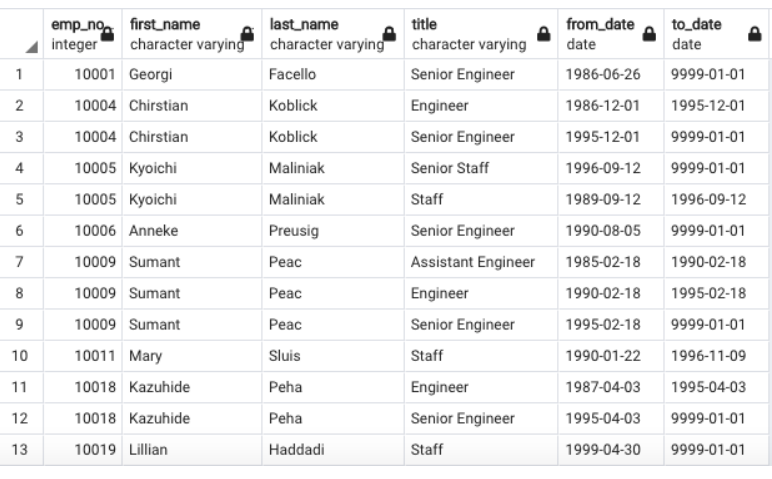 emp_no first_name last_name title from_date to_date
integer character varying character varying character varying date date
1 10001 Georgi Facello Senior Engineer 1986-06-26 9999-01-01
2 10004 Chirstian Koblick Engineer 1986-12-01 1995-12-01
3 10004 Chirstian Koblick Senior Engineer 1995-12-01 9999-01-01
4 10005 Kyoichi Maliniak Senior Staff 1996-09-12 9999-01-01
5 10005 Kyoichi Maliniak Staff 1989-09-12 1996-09-12
6 10006 Anneke Preusig Senior Engineer 1990-08-05 9999-01-01
7 10009 Sumant Peac Assistant Engineer 1985-02-18 1990-02-18
8 10009 Sumant Peac Engineer 1990-02-18 1995-02-18
9 10009 Sumant Peac Senior Engineer 1995-02-18 9999-01-01
10 10011 Mary Sluis Staff 1990-01-22 1996-11-09
11 10018 Kazuhide Peha Engineer 1987-04-03 1995-04-03
12 10018 Kazuhide Peha Senior Engineer 1995-04-03 9999-01-01
13 10019 Lillian Haddadi Staff 1999-04-30 9999-01-01